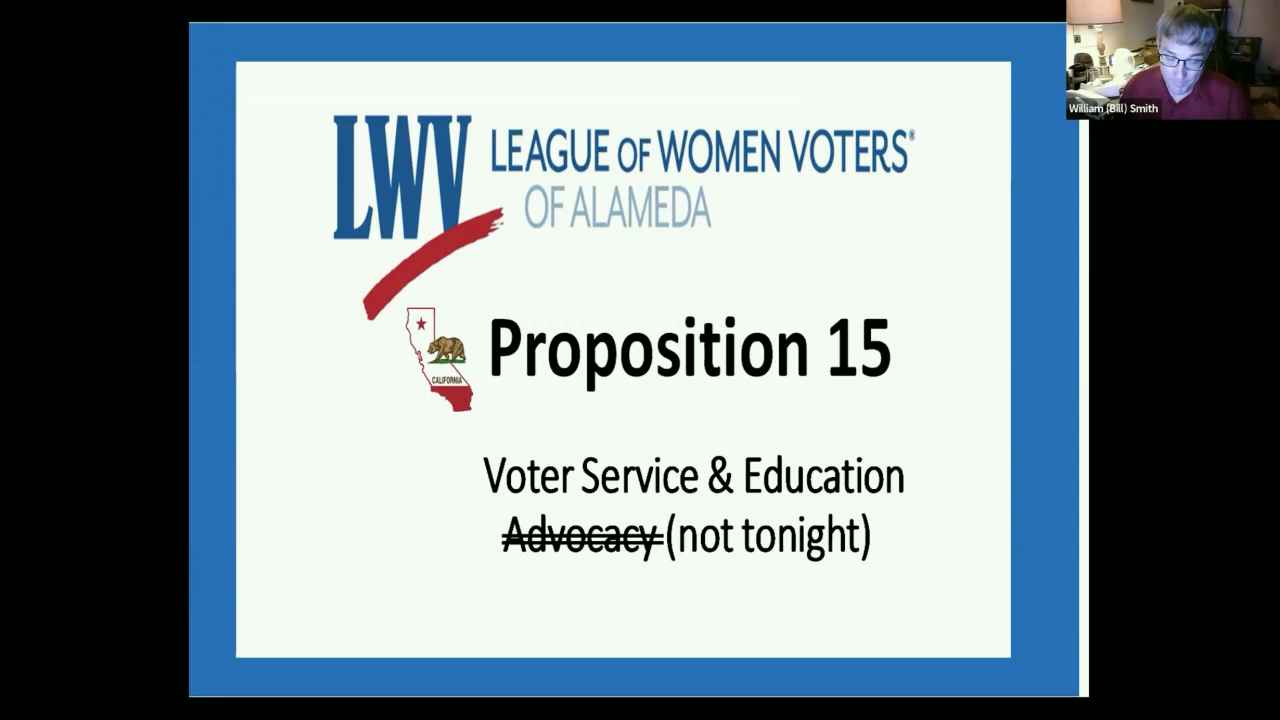 LWV LEAGUE OF WOMEN VOTERS®
OF ALAMEDA
CALIFORNIA
Proposition 15
Voter Service & Education
Advocacy (not tonight)
William (Bill) Smith